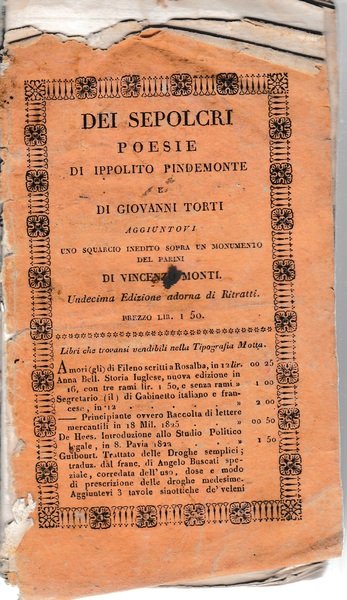 DEI SEPOLCRI
POESIE
DI IPPOLITO PINDEMONTE
E
DI GIOVANNI TORTI
AGGIUNTOVI
UNO SQUARCIO INEDITO SOPRA UN MONUMENTO
DEL PARINI
DI VINCENZO MONTI.
Undecima Edizione adorna di Ritratti.
PREZZO LIR. 1 50.
Libri che trovansi vendibili nella Tipografia Motta.
Amori (gli) di Fileno scritti a Rosalba, in 12 lir. 00 25
Anna Bell. Storia Inglese, nuova edizione in
16, con tre rami lir. 1 50, e senza rami „ 1 00
Segretario (il) di Gabinetto italiano e fran-
cese, in 12 . . . . . „ 2 00
—— Principiante ovvero Raccolta di lettere
mercantili in 18 Mil. 1825 . . „ 00 50
De Hees. Introduzione allo Studio Politico
legale, in 8. Pavia 1822 . . „ 1 50
Guibourt. Trattato delle Droghe semplici;
traduz. dal franc. di Angelo Buscati spe-
ziale, corredata dell'uso, dose e modo
di prescrizione delle droghe medesime.
Aggiuntevi 3 tavole sinottiche de' veleni